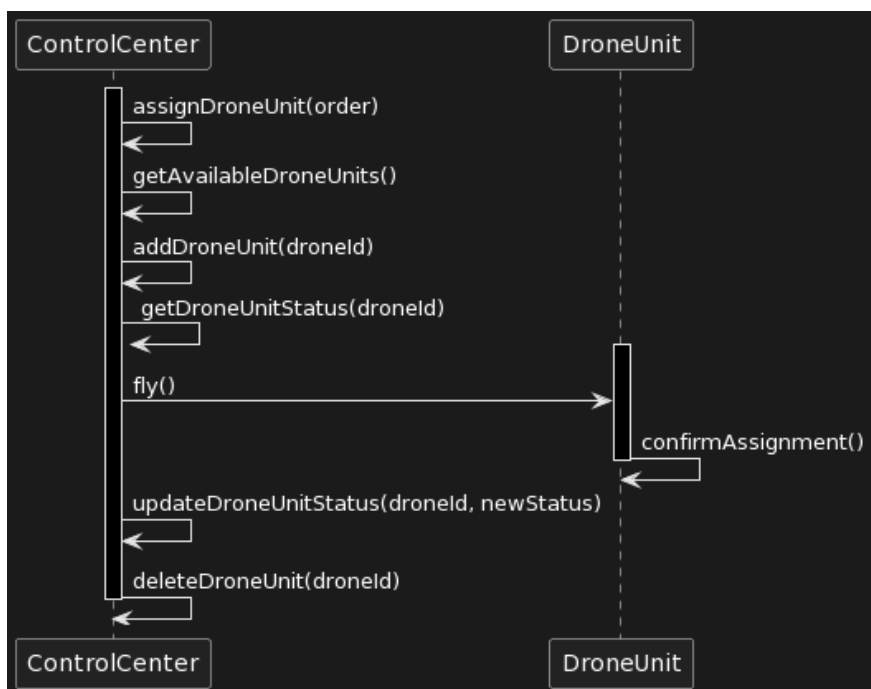 ControlCenter
DroneUnit
assignDroneUnit(order)
getAvailableDroneUnits()
addDroneUnit(droneId)
getDroneUnitStatus(droneId)
fly()
confirmAssignment()
updateDroneUnitStatus(droneId, newStatus)
deleteDroneUnit(droneId)
ControlCenter
DroneUnit